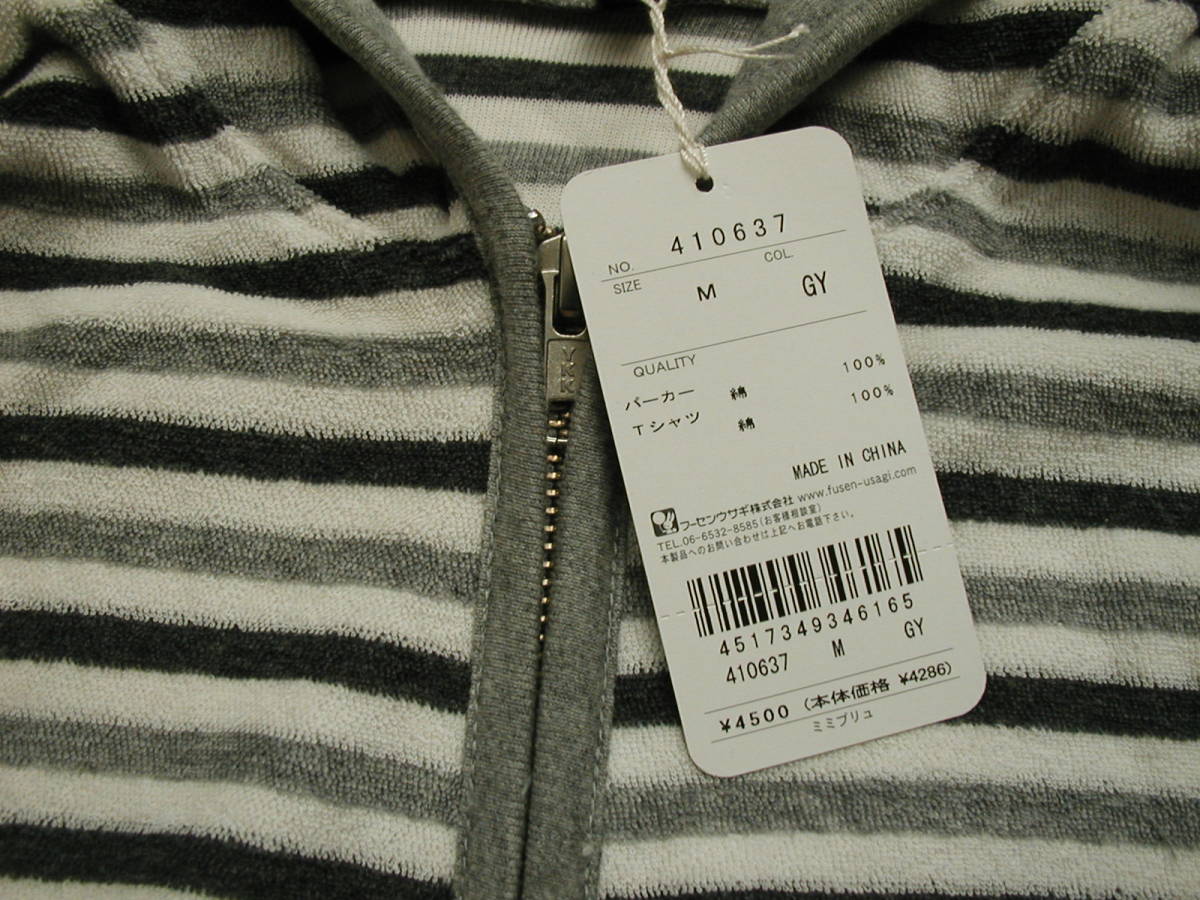 NO. 410637
SIZE M COL. GY
QUALITY
パーカー 綿 100%
Tシャツ 綿 100%
MADE IN CHINA
フーセンウサギ株式会社 www.fusen-usagi.com
TEL.06-6532-8585(お客様相談室)
本製品へのお問い合わせは上記へお電話下さい。
4517349346165
410637 M GY
¥4500 (本体価格 ¥4286)
ミミブリュ
YKK